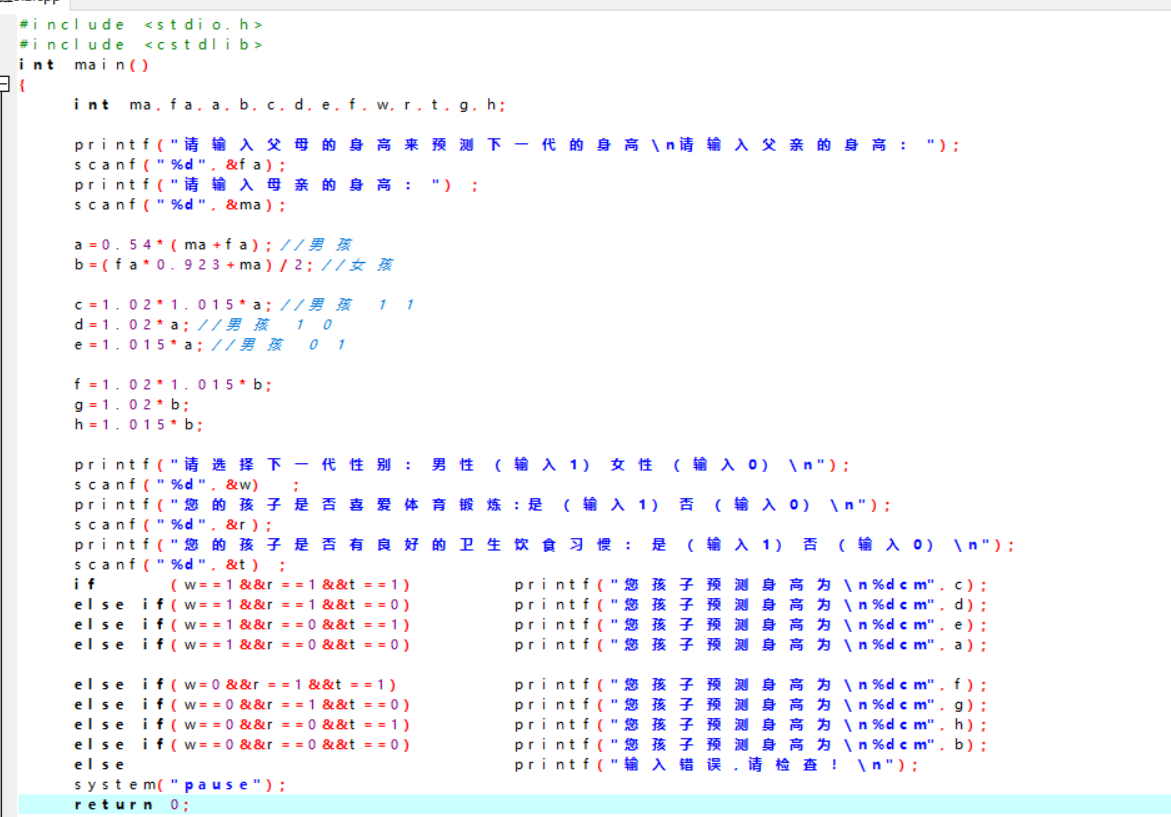 #include <stdio.h>
#include <cstdlib>
int main()
{
int ma,fa,a,b,c,d,e,f,w,r,t,g,h;
printf("请输入父母的身高来预测下一代的身高\n请输入父亲的身高：");
scanf("%d",&fa);
printf("请输入母亲的身高：") ;
scanf("%d",&ma);
a=0.54*(ma+fa);//男孩
b=(fa*0.923+ma)/2;//女孩
c=1.02*1.015*a;//男孩 1 1
d=1.02*a;//男孩 1 0
e=1.015*a;//男孩 0 1
f=1.02*1.015*b;
g=1.02*b;
h=1.015*b;
printf("请选择下一代性别：男性（输入1）女性（输入0）\n");
scanf("%d",&w) ;
printf("您的孩子是否喜爱体育锻炼:是（输入1）否（输入0）\n");
scanf("%d",&r);
printf("您的孩子是否有良好的卫生饮食习惯：是（输入1）否（输入0）\n");
scanf("%d",&t) ;
if (w==1&&r==1&&t==1) printf("您孩子预测身高为\n%dcm",c);
else if(w==1&&r==1&&t==0) printf("您孩子预测身高为\n%dcm",d);
else if(w==1&&r==0&&t==1) printf("您孩子预测身高为\n%dcm",e);
else if(w==1&&r==0&&t==0) printf("您孩子预测身高为\n%dcm",a);
else if(w=0&&r==1&&t==1) printf("您孩子预测身高为\n%dcm",f);
else if(w==0&&r==1&&t==0) printf("您孩子预测身高为\n%dcm",g);
else if(w==0&&r==0&&t==1) printf("您孩子预测身高为\n%dcm",h);
else if(w==0&&r==0&&t==0) printf("您孩子预测身高为\n%dcm",b);
else printf("输入错误,请检查！\n");
system("pause");
return 0;